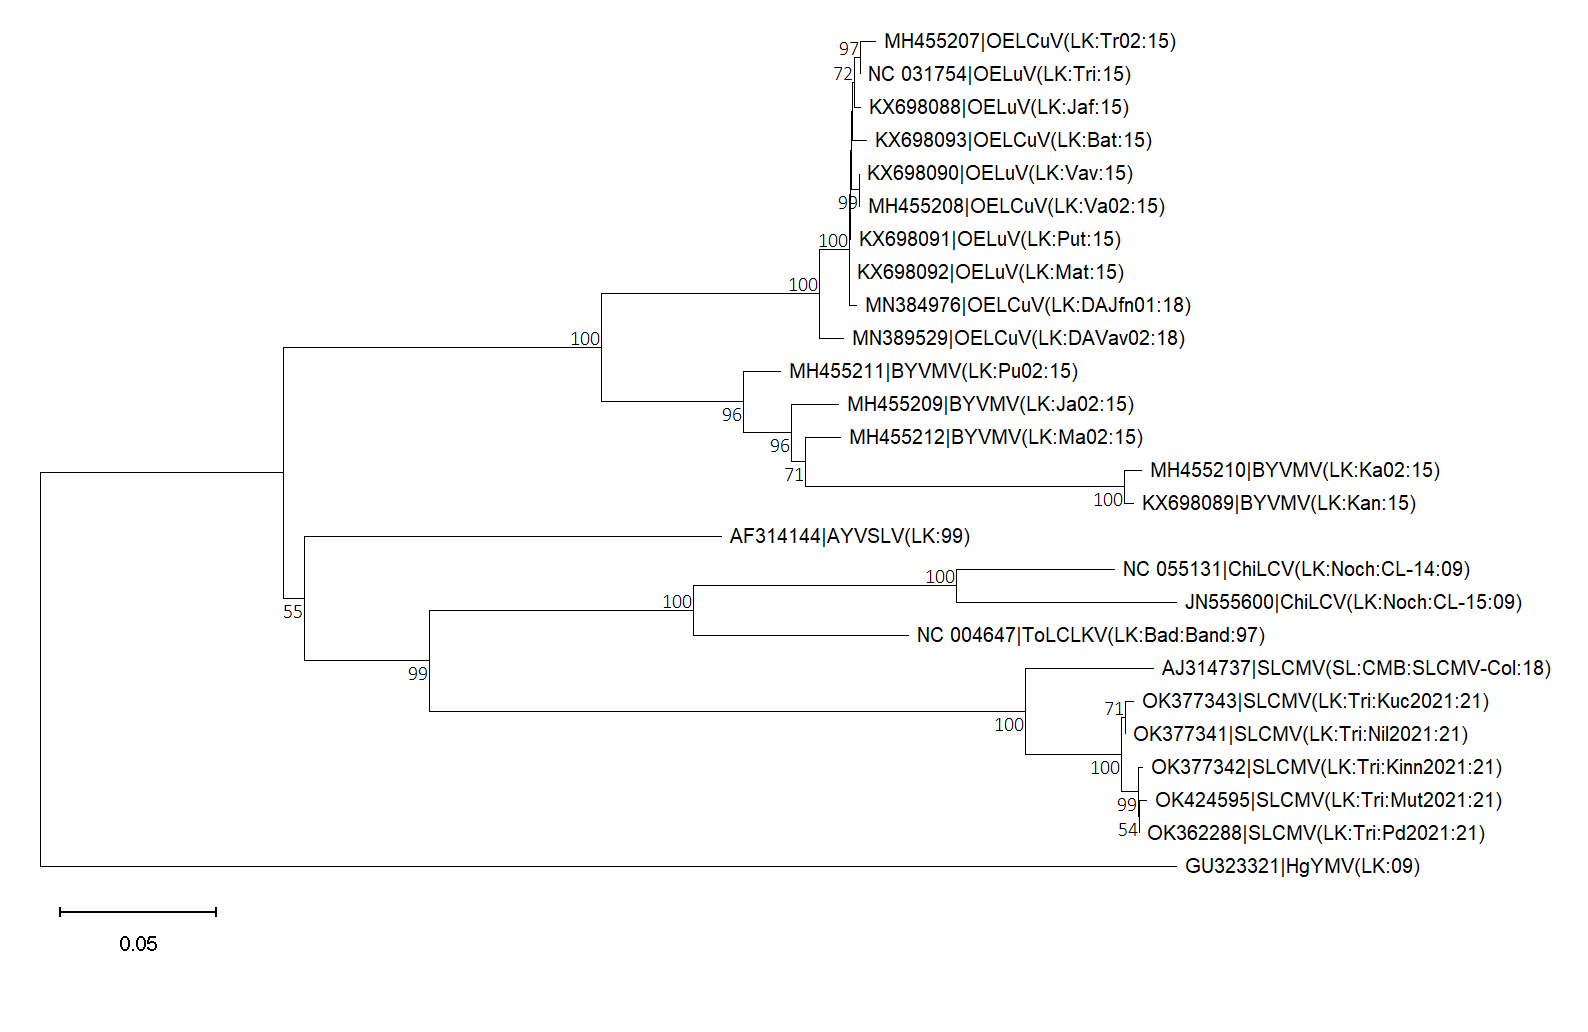 97
MH455207|OELCuV(LK:Tr02:15)
72
NC 031754|OELuV(LK:Tri:15)
KX698088|OELuV(LK:Jaf:15)
KX698093|OELCuV(LK:Bat:15)
KX698090|OELuV(LK:Vav:15)
99
MH455208|OELCuV(LK:Va02:15)
100
KX698091|OELuV(LK:Put:15)
KX698092|OELuV(LK:Mat:15)
100
MN384976|OELCuV(LK:DAJfn01:18)
100
MN389529|OELCuV(LK:DAVav02:18)
MH455211|BYVMV(LK:Pu02:15)
96
MH455209|BYVMV(LK:Ja02:15)
96
MH455212|BYVMV(LK:Ma02:15)
71
MH455210|BYVMV(LK:Ka02:15)
100
KX698089|BYVMV(LK:Kan:15)
AF314144|AYVSLV(LK:99)
100
NC 055131|ChiLCV(LK:Noch:CL-14:09)
55
100
JN555600|ChiLCV(LK:Noch:CL-15:09)
NC 004647|ToLCLKV(LK:Bad:Band:97)
99
AJ314737|SLCMV(SL:CMB:SLCMV-Col:18)
71
OK377343|SLCMV(LK:Tri:Kuc2021:21)
100
OK377341|SLCMV(LK:Tri:Nil2021:21)
100
OK377342|SLCMV(LK:Tri:Kinn2021:21)
99
OK424595|SLCMV(LK:Tri:Mut2021:21)
54
OK362288|SLCMV(LK:Tri:Pd2021:21)
GU323321|HgYMV(LK:09)
0.05